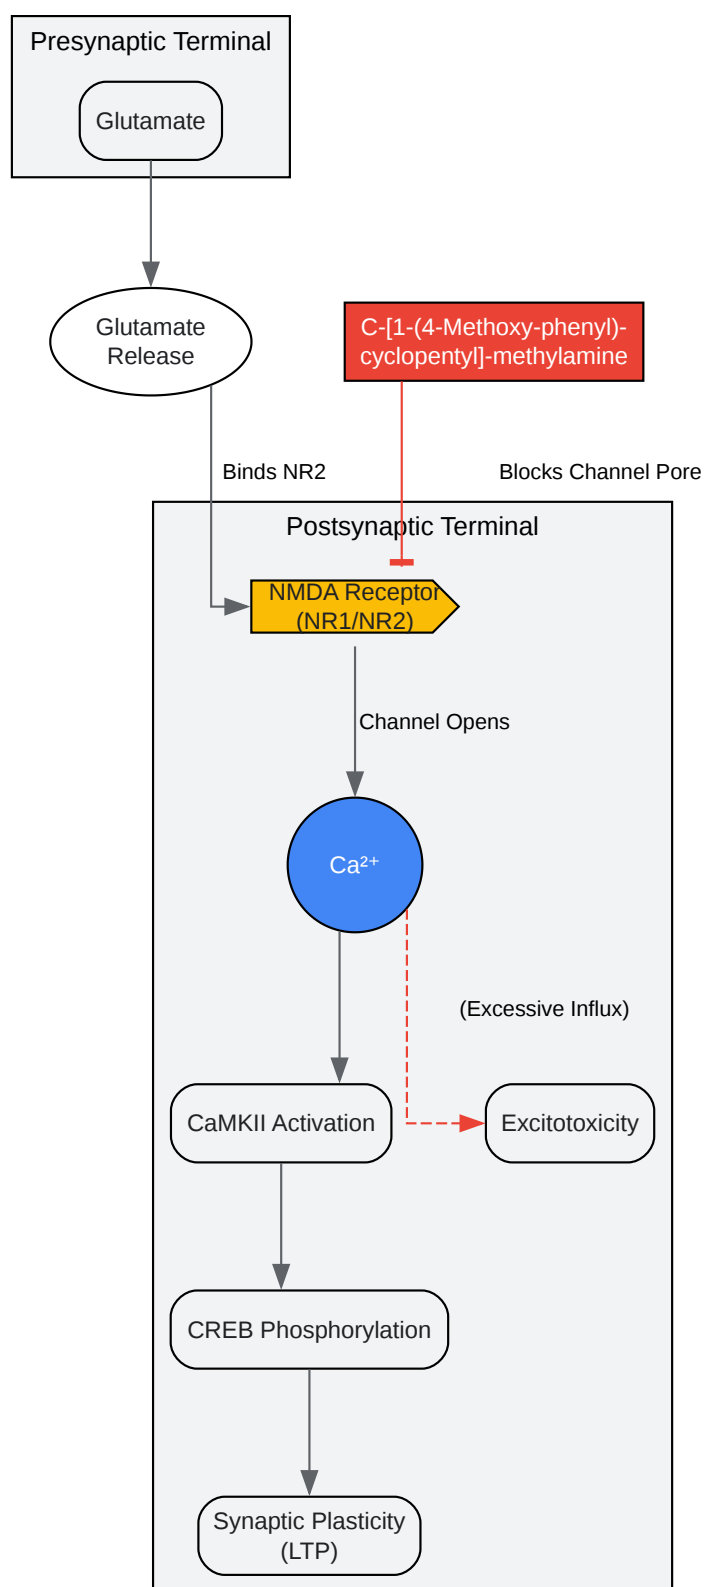 Presynaptic Terminal
Glutamate
Glutamate
Release
C-[1-(4-Methoxy-phenyl)-
cyclopentyl]-methylamine
Binds NR2
Blocks Channel Pore
Postsynaptic Terminal
NMDA Receptor
(NR1/NR2)
Channel Opens
Ca²⁺
(Excessive Influx)
CaMKII Activation
Excitotoxicity
CREB Phosphorylation
Synaptic Plasticity
(LTP)